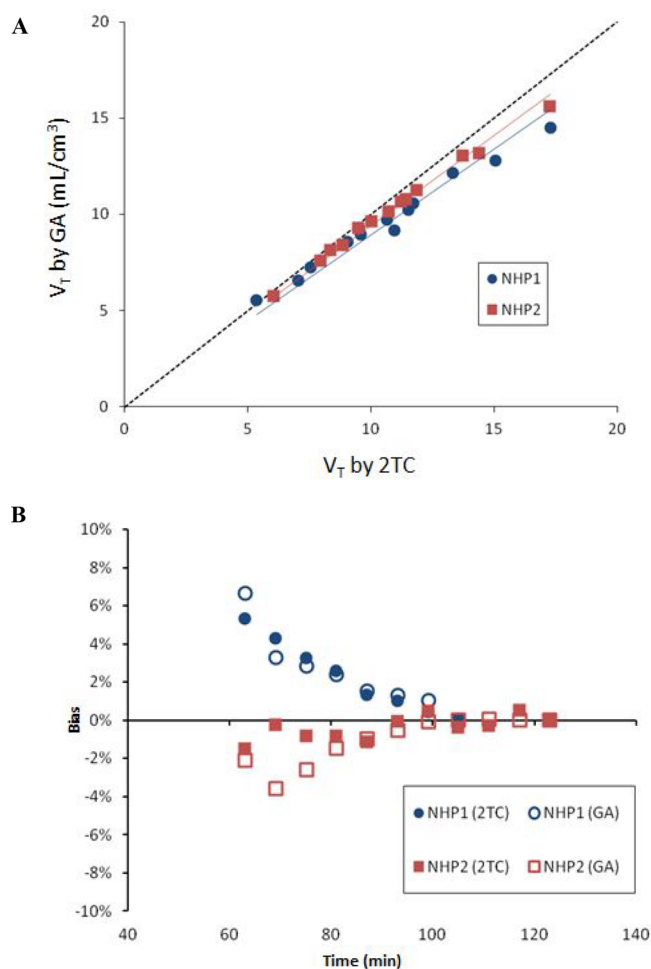 A
20
15
10
5
0
V_T by GA (mL/cm³)
NHP1
NHP2
0 5 10 15 20
V_T by 2TC
B
10%
8%
6%
4%
2%
0%
-2%
-4%
-6%
-8%
-10%
Bias
NHP1 (2TC) NHP1 (GA)
NHP2 (2TC) NHP2 (GA)
40 60 80 100 120 140
Time (min)